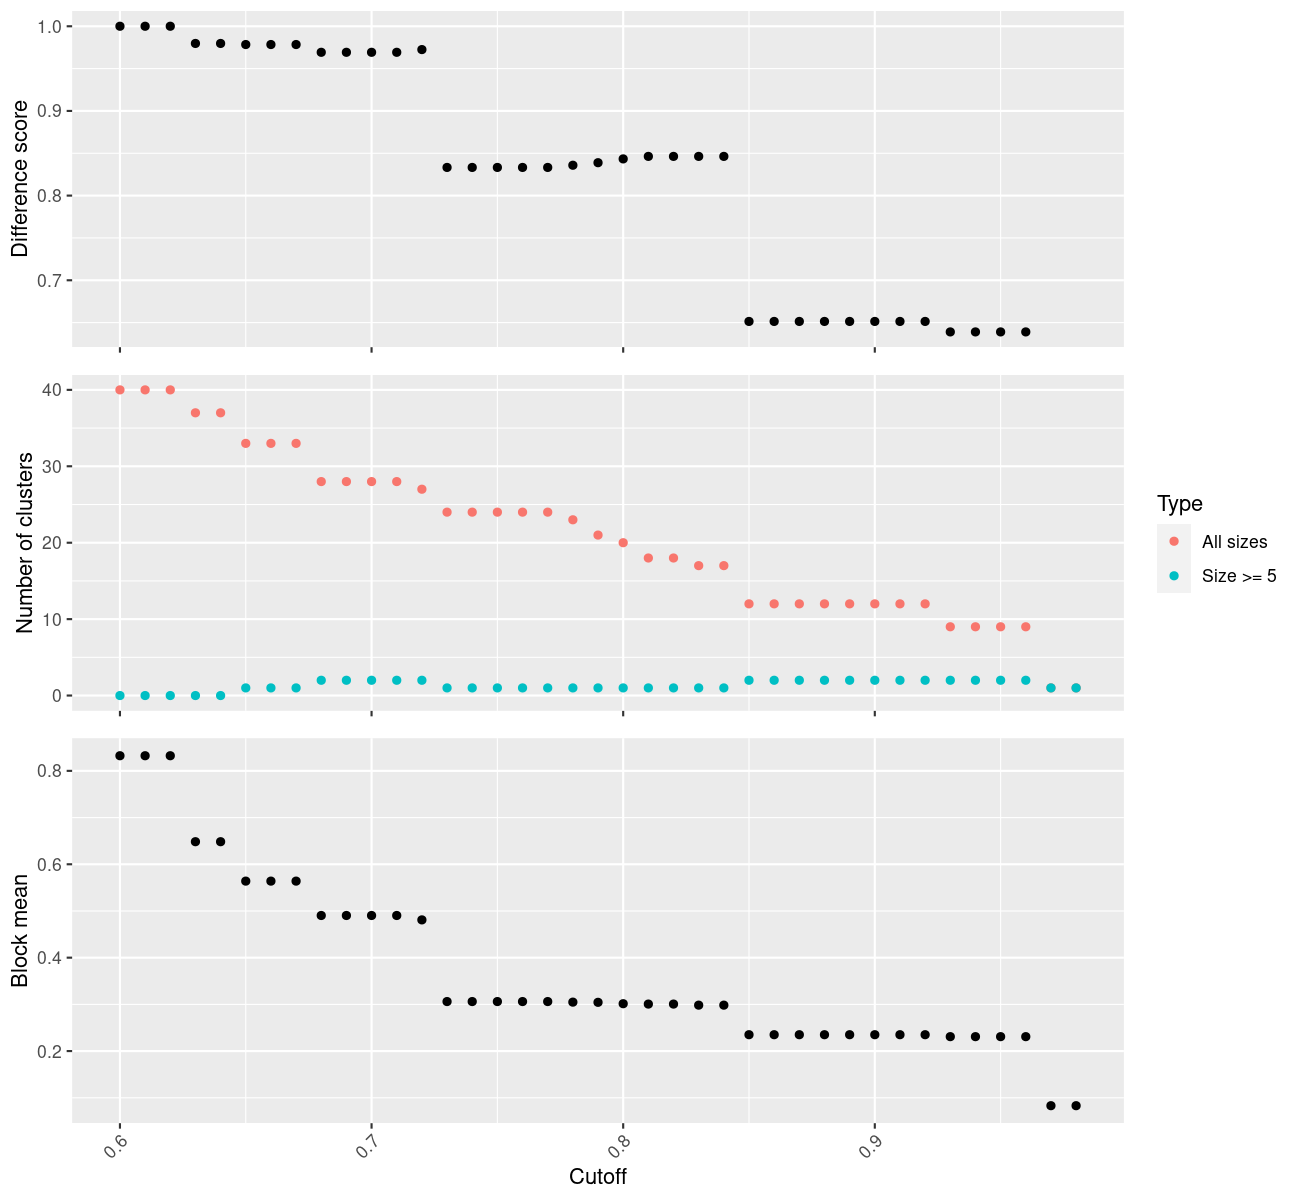 Difference score
1.0
0.9
0.8
0.7
Number of clusters
40
30
20
10
0
Type
All sizes
Size >= 5
Block mean
0.8
0.6
0.4
0.2
0.6 0.7 0.8 0.9
Cutoff